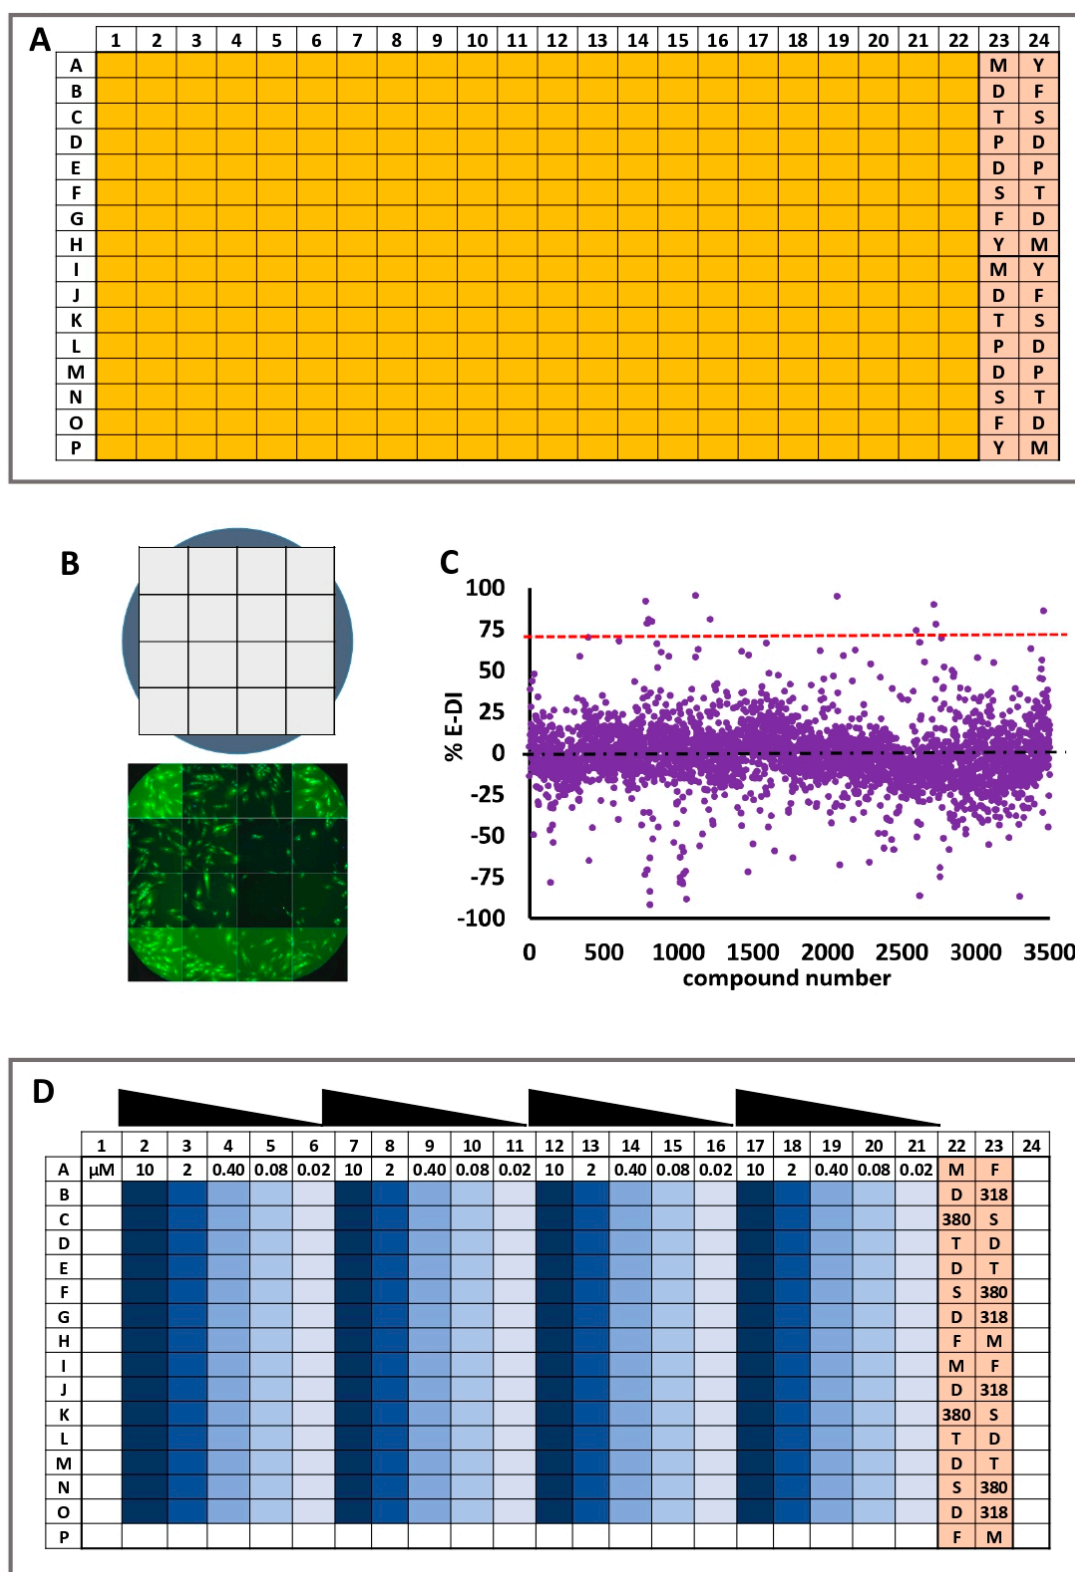 A
1 2 3 4 5 6 7 8 9 10 11 12 13 14 15 16 17 18 19 20 21 22 23 24
A M Y
B D F
C T S
D P D
E D P
F S T
G F D
H Y M
I M Y
J D F
K T S
L P D
M D P
N S T
O F D
P Y M
B
C
% E-DI
100
75
50
25
0
-25
-50
-75
-100
0 500 1000 1500 2000 2500 3000 3500
compound number
D
1 2 3 4 5 6 7 8 9 10 11 12 13 14 15 16 17 18 19 20 21 22 23 24
A µM 10 2 0.40 0.08 0.02 10 2 0.40 0.08 0.02 10 2 0.40 0.08 0.02 10 2 0.40 0.08 0.02 M F
B D 318
C 380 S
D T D
E D T
F S 380
G D 318
H F M
I M F
J D 318
K 380 S
L T D
M D T
N S 380
O D 318
P F M